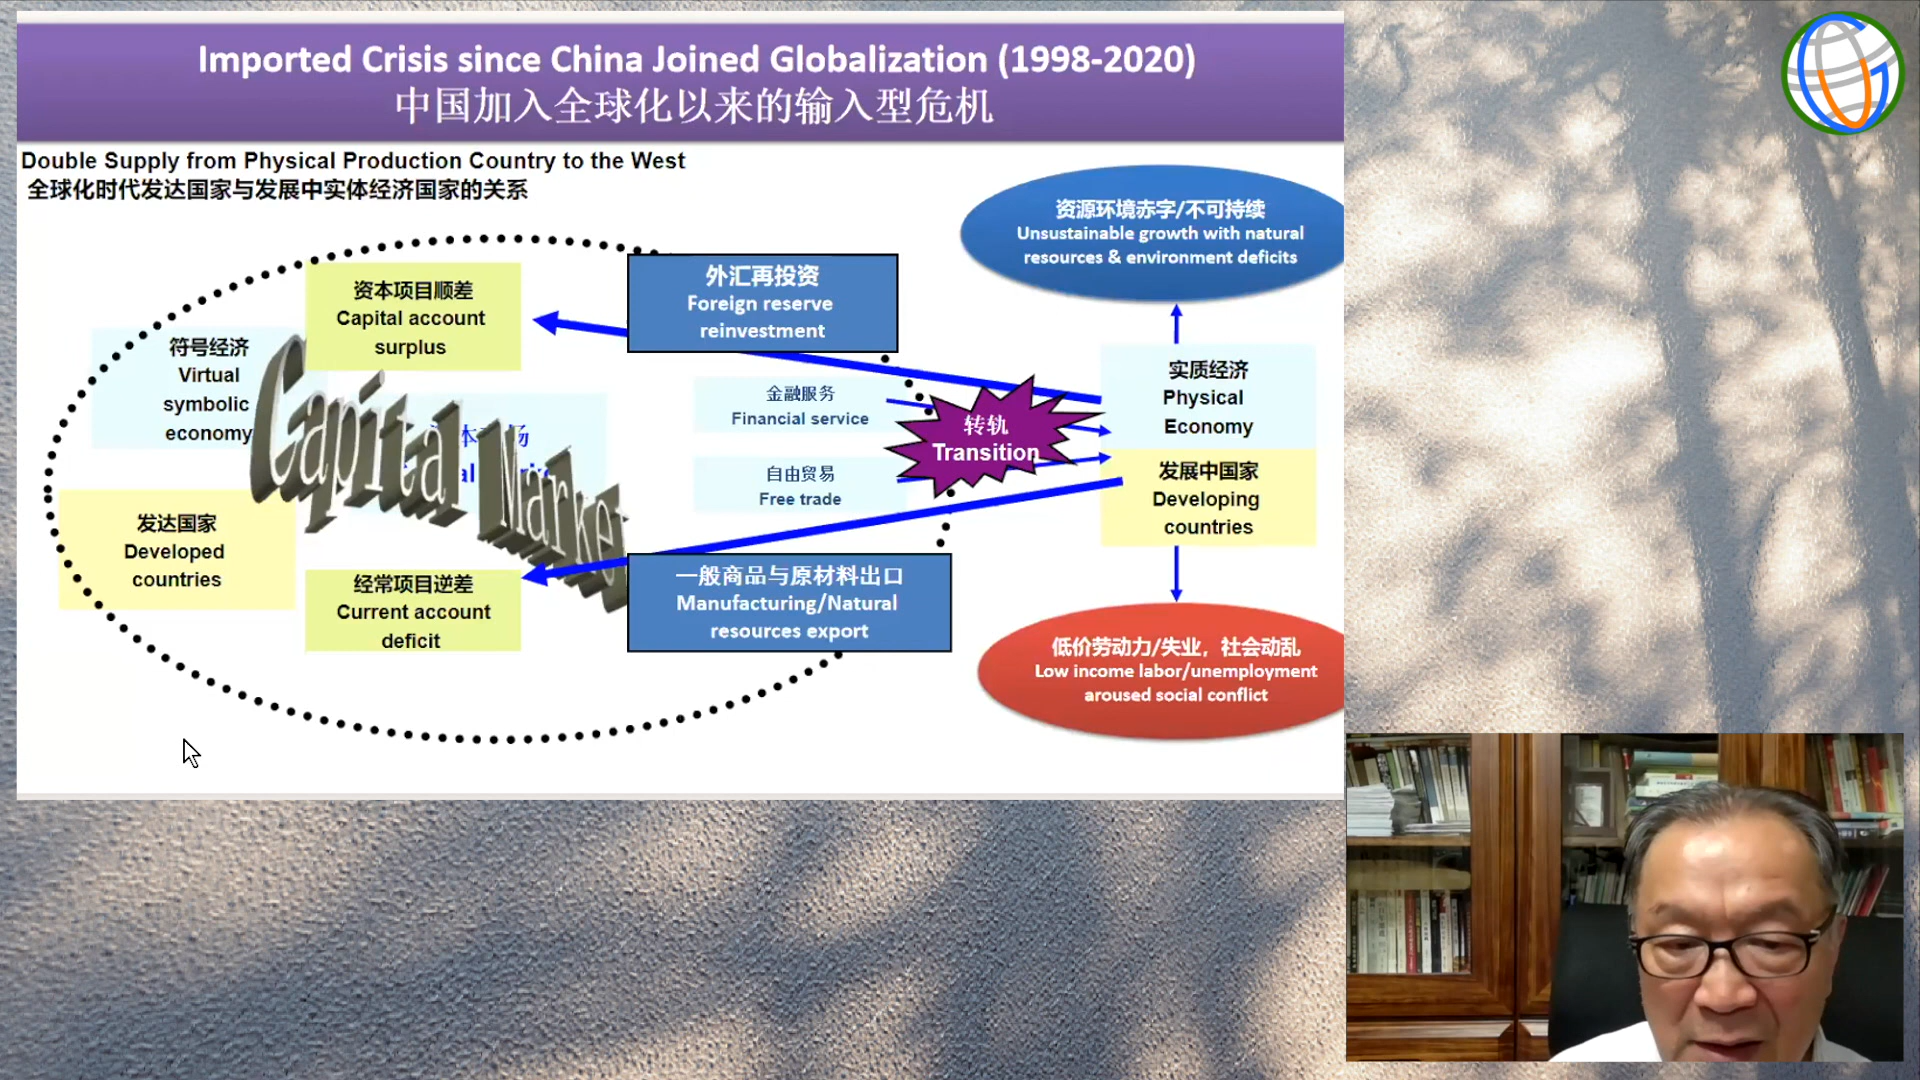 Imported Crisis since China Joined Globalization (1998-2020)
中国加入全球化以来的输入型危机
Double Supply from Physical Production Country to the West
全球化时代发达国家与发展中实体经济国家的关系
资源环境赤字/不可持续
Unsustainable growth with natural
resources & environment deficits
外汇再投资
Foreign reserve
reinvestment
资本项目顺差
Capital account
surplus
符号经济
Virtual
symbolic
economy
Capital Market
金融服务
Financial service
转轨
Transition
实质经济
Physical
Economy
自由贸易
Free trade
发展中国家
Developing
countries
发达国家
Developed
countries
经常项目逆差
Current account
deficit
一般商品与原材料出口
Manufacturing/Natural
resources export
低价劳动力/失业，社会动乱
Low income labor/unemployment
aroused social conflict